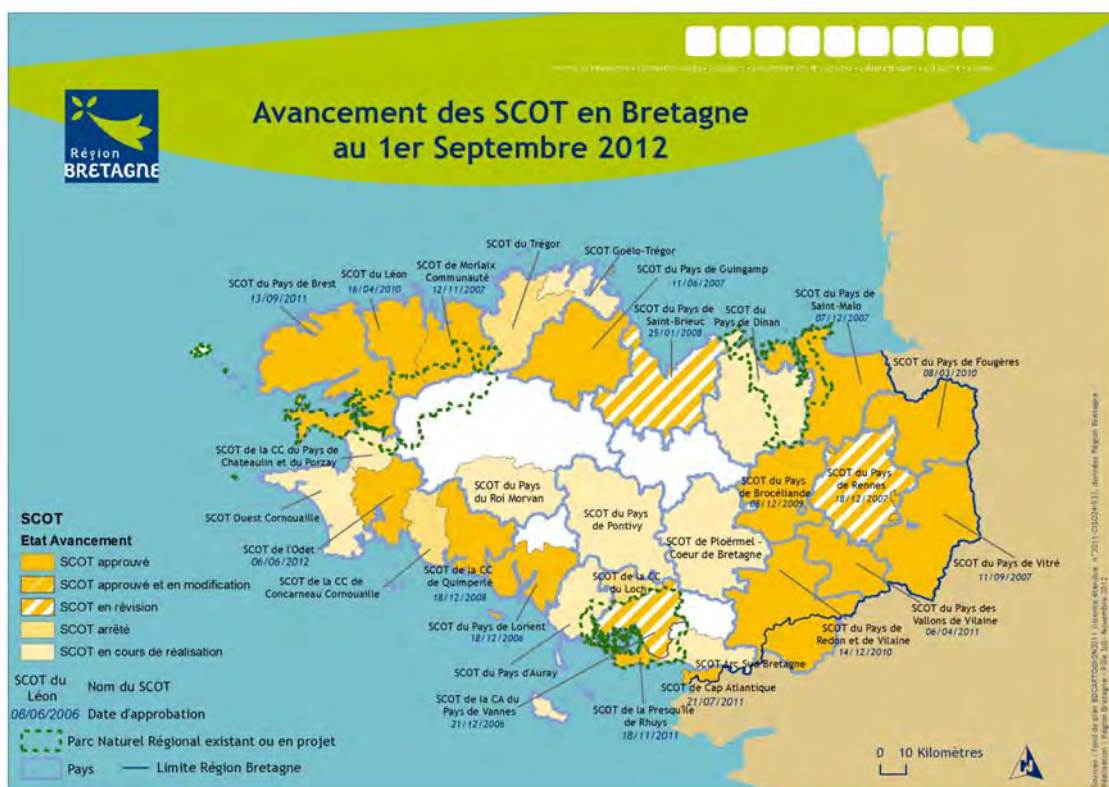 Avancement des SCOT en Bretagne
au 1er Septembre 2012
Région
BRETAGNE
SCOT du Trégor
SCOT Goëlo-Trégor
SCOT du Pays de Guingamp
11/06/2007
SCOT de Morlaix
Communauté
12/11/2007
SCOT du Léon
16/04/2010
SCOT du Pays de Brest
13/09/2011
SCOT du Pays de
Saint-Brieuc
25/01/2008
SCOT du
Pays de Dinan
SCOT du Pays de
Saint-Malo
07/12/2007
SCOT du Pays de Fougères
08/03/2010
SCOT de la CC du Pays de
Chateaulin et du Porzay
SCOT du Pays
du Roi Morvan
SCOT du Pays
de Pontivy
SCOT du Pays
de Brocéliande
08/12/2009
SCOT du Pays
de Rennes
18/12/2007
SCOT Ouest Cornouaille
SCOT de l'Odet
06/06/2012
SCOT de Ploërmel -
Coeur de Bretagne
SCOT du Pays de Vitré
11/09/2007
SCOT de la CC de
Concarneau Cornouaille
SCOT de la CC
de Quimperlé
18/12/2008
SCOT de la CC
du Loch
SCOT du Pays des
Vallons de Vilaine
06/04/2011
SCOT du Pays de Lorient
18/12/2006
SCOT du Pays de
Redon et de Vilaine
14/12/2010
SCOT du Pays d'Auray
SCOT Arc Sud Bretagne
SCOT de Cap Atlantique
21/07/2011
SCOT de la CA du
Pays de Vannes
21/12/2006
SCOT de la Presqu'île
de Rhuys
18/11/2011
SCOT
Etat Avancement
SCOT approuvé
SCOT approuvé et en modification
SCOT en révision
SCOT arrêté
SCOT en cours de réalisation
SCOT du
Léon
Nom du SCOT
06/06/2006 Date d'approbation
Parc Naturel Régional existant ou en projet
Pays
Limite Région Bretagne
0 10 Kilomètres
N